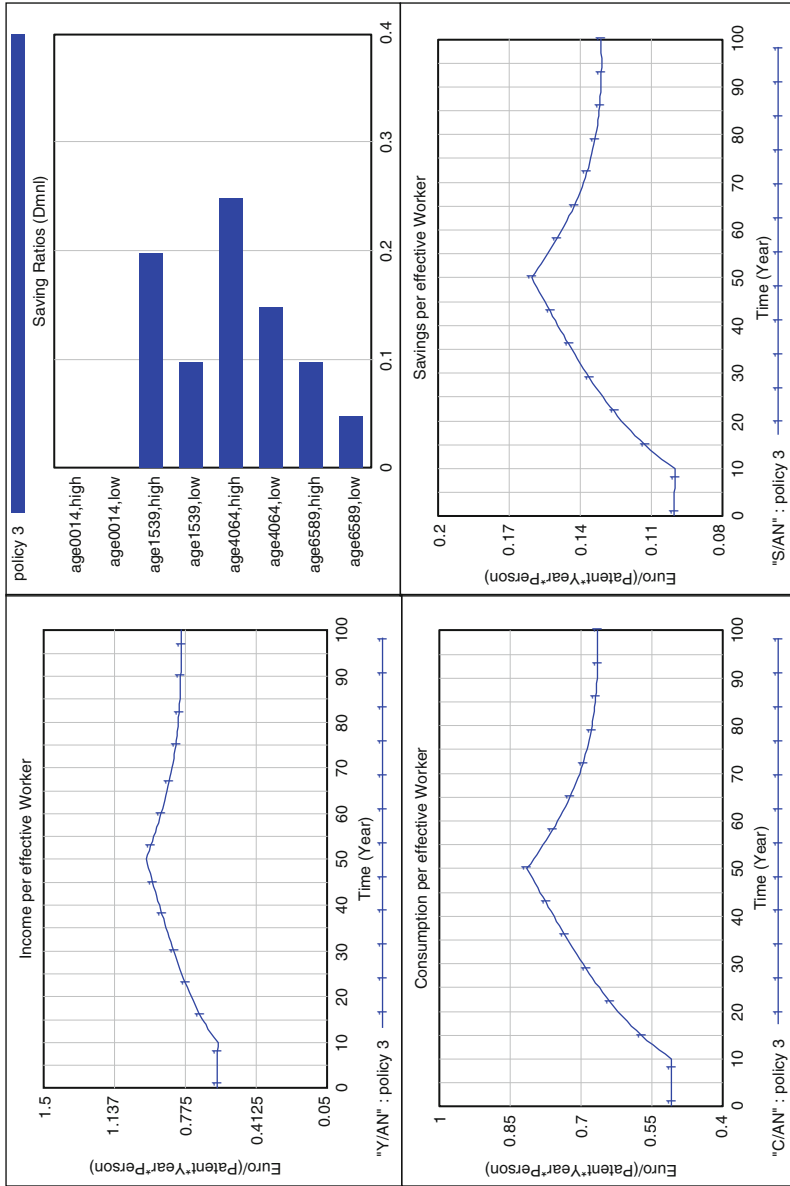 Income per effective Worker
1.5
1.137
0.775
0.4125
0.05
Euro/(Patent*Year*Person)
0 10 20 30 40 50 60 70 80 90 100
Time (Year)
"Y/AN" : policy 3
policy 3
Saving Ratios (Dmnl)
age0014,high
age0014,low
age1539,high
age1539,low
age4064,high
age4064,low
age6589,high
age6589,low
0 0.1 0.2 0.3 0.4
Consumption per effective Worker
1
0.85
0.7
0.55
0.4
Euro/(Patent*Year*Person)
0 10 20 30 40 50 60 70 80 90 100
Time (Year)
"C/AN" : policy 3
Savings per effective Worker
0.2
0.17
0.14
0.11
0.08
Euro/(Patent*Year*Person)
0 10 20 30 40 50 60 70 80 90 100
Time (Year)
"S/AN" : policy 3